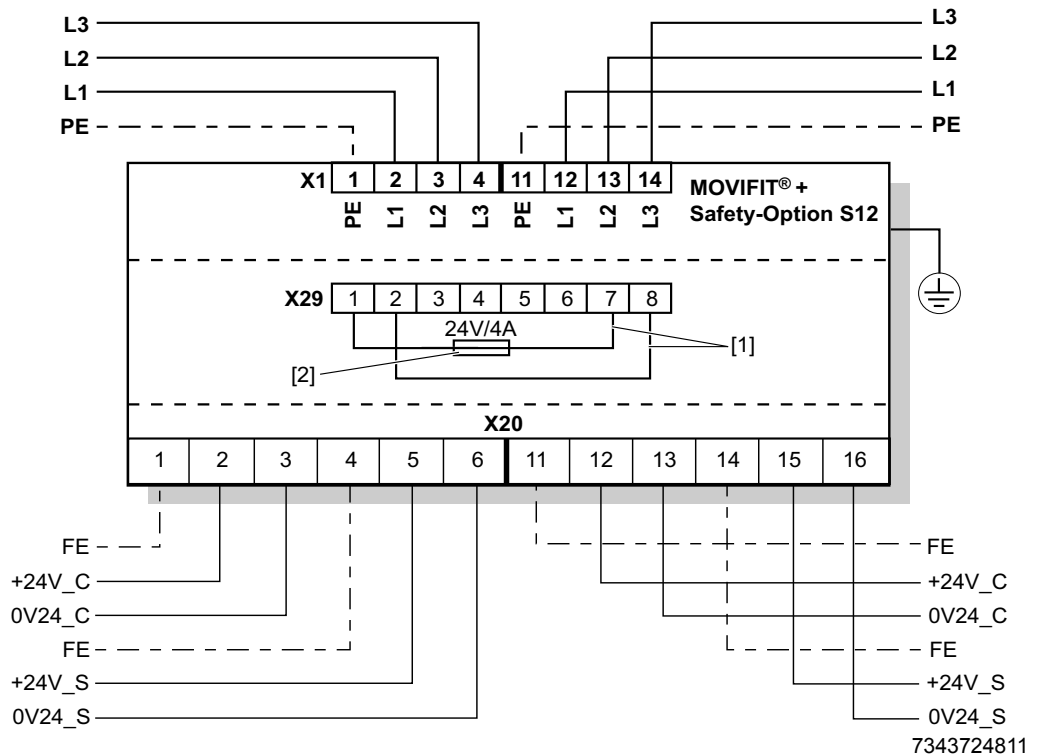 L3
L2
L1
PE
L3
L2
L1
PE
X1 1 2 3 4 11 12 13 14
PE L1 L2 L3 PE L1 L2 L3
MOVIFIT® +
Safety-Option S12
X29 1 2 3 4 5 6 7 8
24V/4A
[1]
[2]
X20
1 2 3 4 5 6 11 12 13 14 15 16
FE
+24V_C
0V24_C
FE
+24V_S
0V24_S
FE
+24V_C
0V24_C
FE
+24V_S
0V24_S
7343724811